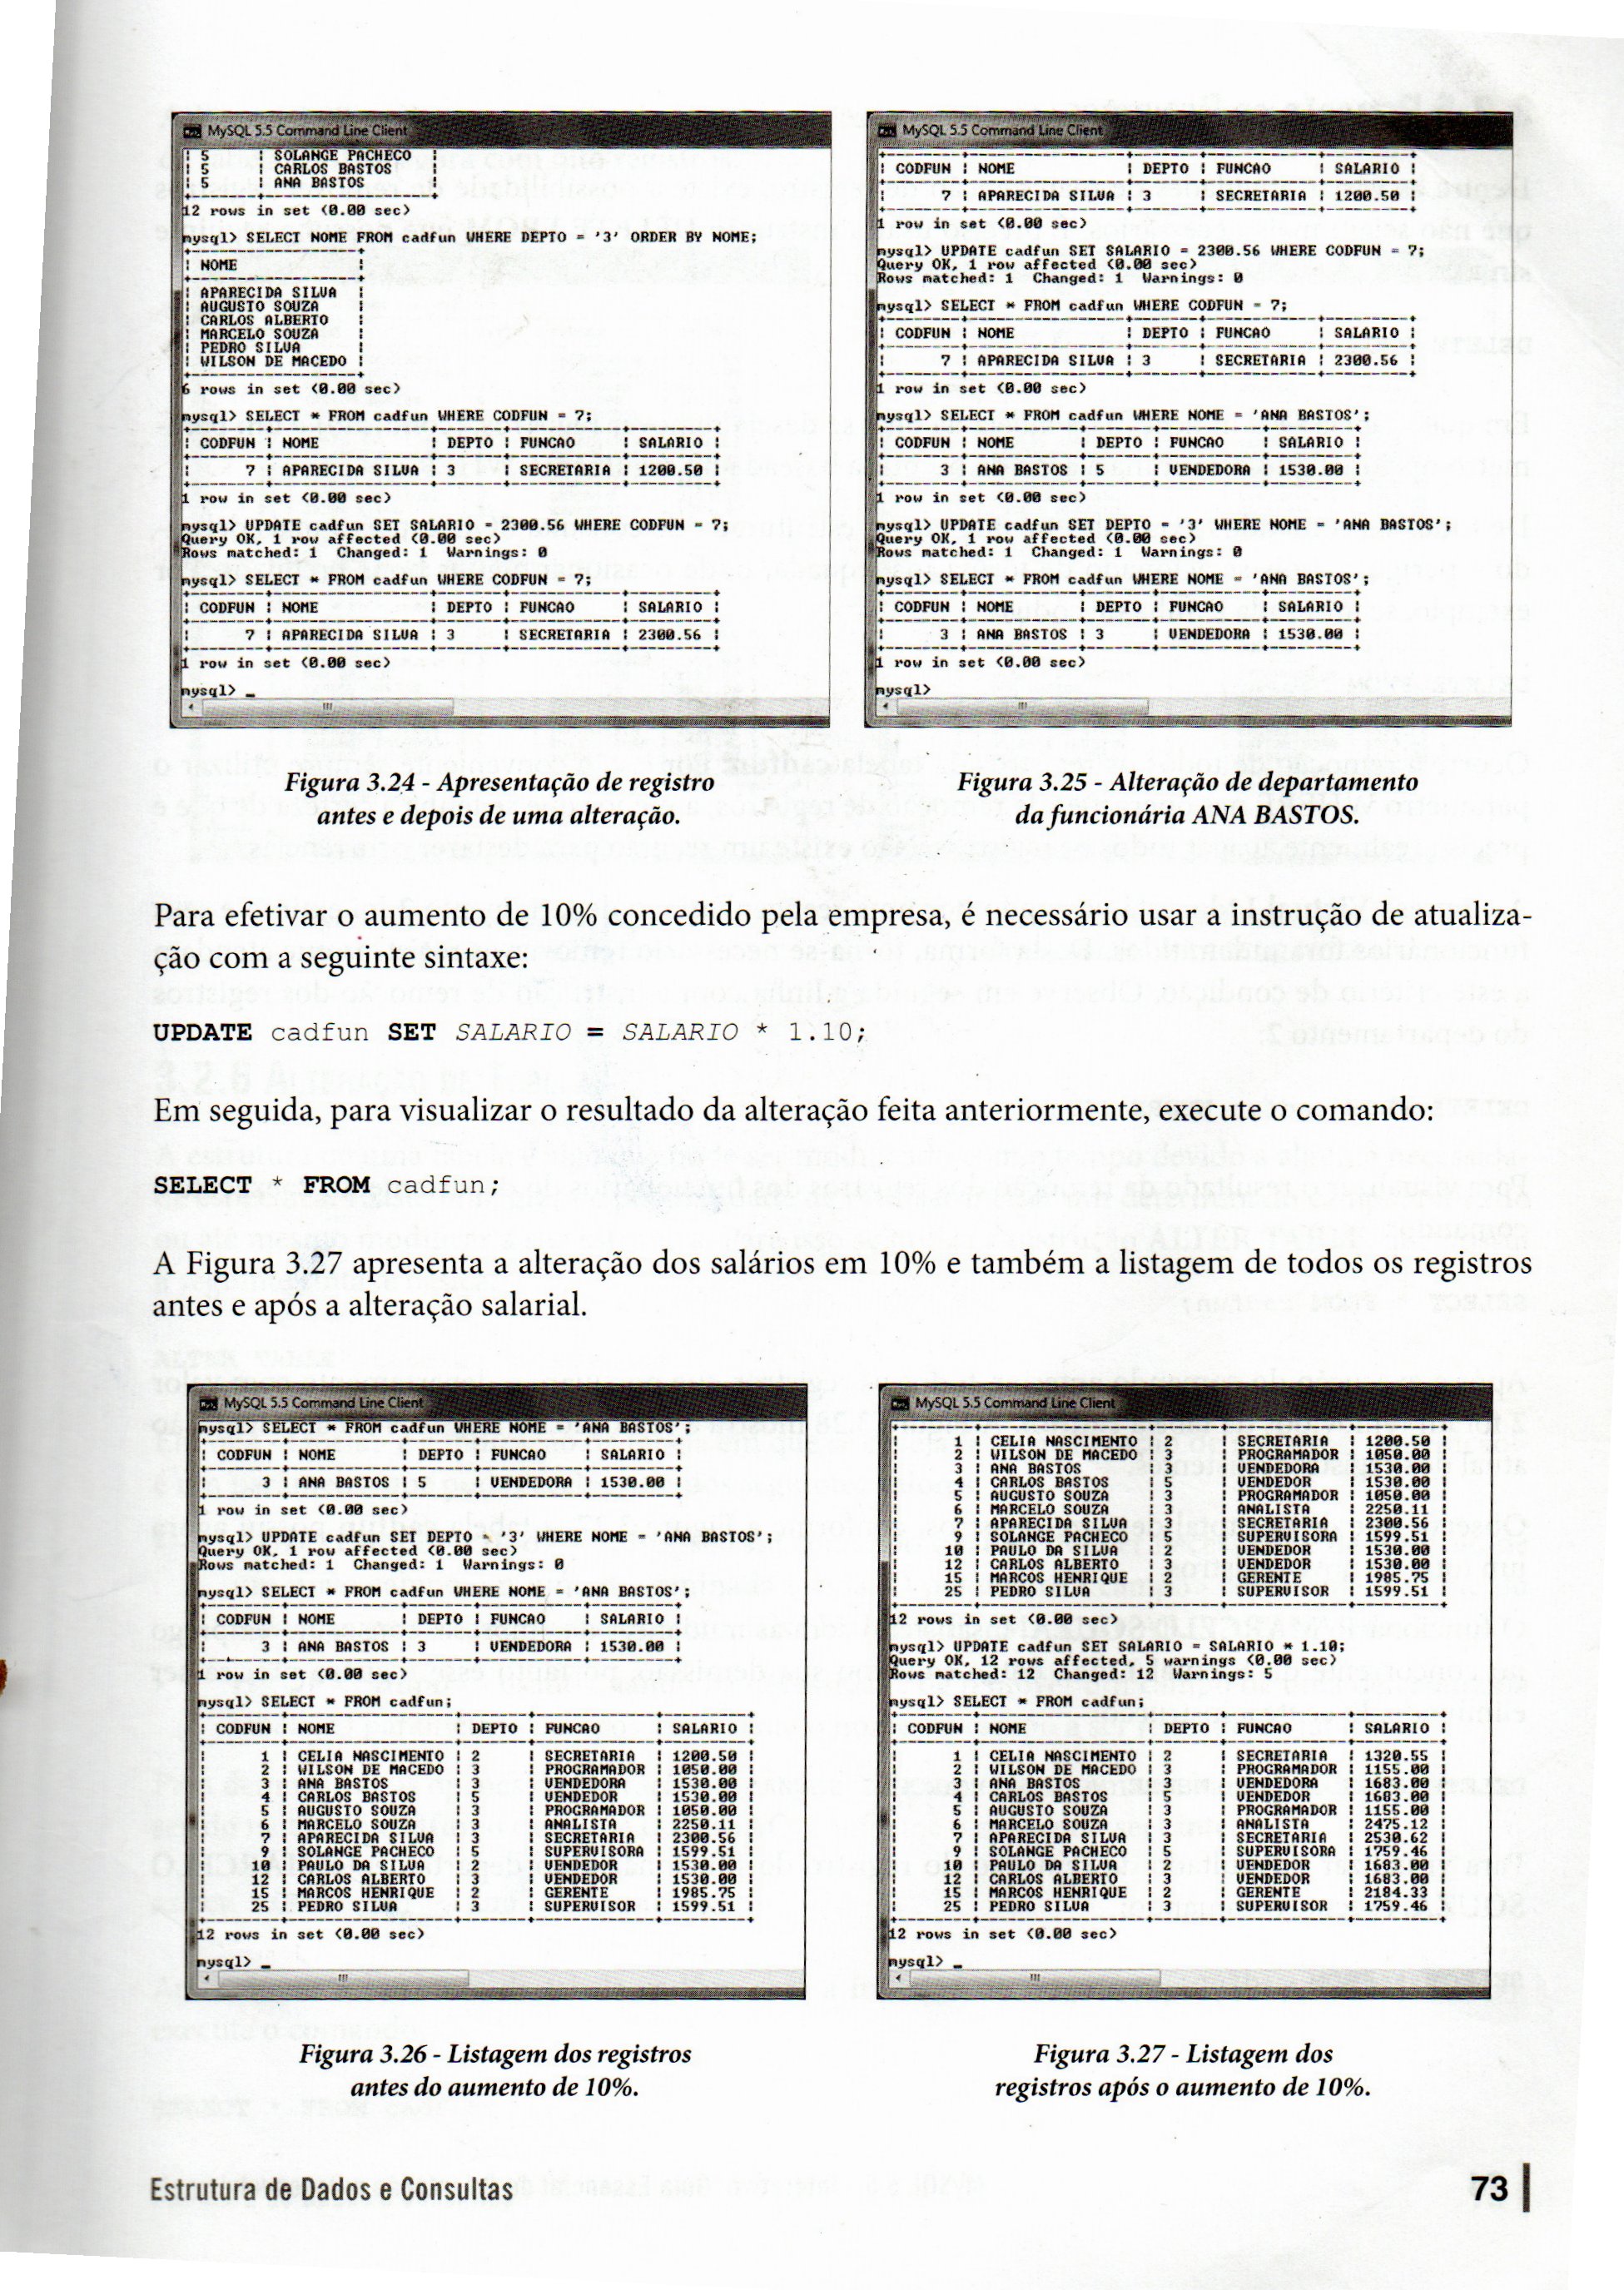 MySQL 5.5 Command Line Client
| 5 | SOLANGE PACHECO |
| 5 | CARLOS BASTOS |
| 5 | ANA BASTOS |
12 rows in set (0.00 sec)
mysql> SELECT NOME FROM cadfun WHERE DEPTO = '3' ORDER BY NOME;
| NOME |
| APARECIDA SILVA |
| AUGUSTO SOUZA |
| CARLOS ALBERTO |
| MARCELO SOUZA |
| PEDRO SILVA |
| WILSON DE MACEDO |
6 rows in set (0.00 sec)
mysql> SELECT * FROM cadfun WHERE CODFUN = 7;
| CODFUN | NOME | DEPTO | FUNCAO | SALARIO |
| 7 | APARECIDA SILVA | 3 | SECRETARIA | 1200.50 |
1 row in set (0.00 sec)
mysql> UPDATE cadfun SET SALARIO = 2300.56 WHERE CODFUN = 7;
Query OK, 1 row affected (0.00 sec)
Rows matched: 1 Changed: 1 Warnings: 0
mysql> SELECT * FROM cadfun WHERE CODFUN = 7;
| CODFUN | NOME | DEPTO | FUNCAO | SALARIO |
| 7 | APARECIDA SILVA | 3 | SECRETARIA | 2300.56 |
1 row in set (0.00 sec)
mysql> _
Figura 3.24 - Apresentação de registro
antes e depois de uma alteração.
MySQL 5.5 Command Line Client
| CODFUN | NOME | DEPTO | FUNCAO | SALARIO |
| 7 | APARECIDA SILVA | 3 | SECRETARIA | 1200.50 |
1 row in set (0.00 sec)
mysql> UPDATE cadfun SET SALARIO = 2300.56 WHERE CODFUN = 7;
Query OK, 1 row affected (0.00 sec)
Rows matched: 1 Changed: 1 Warnings: 0
mysql> SELECT * FROM cadfun WHERE CODFUN = 7;
| CODFUN | NOME | DEPTO | FUNCAO | SALARIO |
| 7 | APARECIDA SILVA | 3 | SECRETARIA | 2300.56 |
1 row in set (0.00 sec)
mysql> SELECT * FROM cadfun WHERE NOME = 'ANA BASTOS';
| CODFUN | NOME | DEPTO | FUNCAO | SALARIO |
| 3 | ANA BASTOS | 5 | VENDEDORA | 1530.00 |
1 row in set (0.00 sec)
mysql> UPDATE cadfun SET DEPTO = '3' WHERE NOME = 'ANA BASTOS';
Query OK, 1 row affected (0.00 sec)
Rows matched: 1 Changed: 1 Warnings: 0
mysql> SELECT * FROM cadfun WHERE NOME = 'ANA BASTOS';
| CODFUN | NOME | DEPTO | FUNCAO | SALARIO |
| 3 | ANA BASTOS | 3 | VENDEDORA | 1530.00 |
1 row in set (0.00 sec)
mysql>
Figura 3.25 - Alteração de departamento
da funcionária ANA BASTOS.
Para efetivar o aumento de 10% concedido pela empresa, é necessário usar a instrução de atualiza-
ção com a seguinte sintaxe:
UPDATE cadfun SET SALARIO = SALARIO * 1.10;
Em seguida, para visualizar o resultado da alteração feita anteriormente, execute o comando:
SELECT * FROM cadfun;
A Figura 3.27 apresenta a alteração dos salários em 10% e também a listagem de todos os registros
antes e após a alteração salarial.
MySQL 5.5 Command Line Client
mysql> SELECT * FROM cadfun WHERE NOME = 'ANA BASTOS';
| CODFUN | NOME | DEPTO | FUNCAO | SALARIO |
| 3 | ANA BASTOS | 5 | VENDEDORA | 1530.00 |
1 row in set (0.00 sec)
mysql> UPDATE cadfun SET DEPTO = '3' WHERE NOME = 'ANA BASTOS';
Query OK, 1 row affected (0.00 sec)
Rows matched: 1 Changed: 1 Warnings: 0
mysql> SELECT * FROM cadfun WHERE NOME = 'ANA BASTOS';
| CODFUN | NOME | DEPTO | FUNCAO | SALARIO |
| 3 | ANA BASTOS | 3 | VENDEDORA | 1530.00 |
1 row in set (0.00 sec)
mysql> SELECT * FROM cadfun;
| CODFUN | NOME | DEPTO | FUNCAO | SALARIO |
| 1 | CELIA NASCIMENTO | 2 | SECRETARIA | 1200.50 |
| 2 | WILSON DE MACEDO | 3 | PROGRAMADOR | 1050.00 |
| 3 | ANA BASTOS | 3 | VENDEDORA | 1530.00 |
| 4 | CARLOS BASTOS | 5 | VENDEDOR | 1530.00 |
| 5 | AUGUSTO SOUZA | 3 | PROGRAMADOR | 1050.00 |
| 6 | MARCELO SOUZA | 3 | ANALISTA | 2250.11 |
| 7 | APARECIDA SILVA | 3 | SECRETARIA | 2300.56 |
| 9 | SOLANGE PACHECO | 5 | SUPERVISORA | 1599.51 |
| 10 | PAULO DA SILVA | 2 | VENDEDOR | 1530.00 |
| 12 | CARLOS ALBERTO | 3 | VENDEDOR | 1530.00 |
| 15 | MARCOS HENRIQUE | 2 | GERENTE | 1985.75 |
| 25 | PEDRO SILVA | 3 | SUPERVISOR | 1599.51 |
12 rows in set (0.00 sec)
mysql> _
Figura 3.26 - Listagem dos registros
antes do aumento de 10%.
MySQL 5.5 Command Line Client
| 1 | CELIA NASCIMENTO | 2 | SECRETARIA | 1200.50 |
| 2 | WILSON DE MACEDO | 3 | PROGRAMADOR | 1050.00 |
| 3 | ANA BASTOS | 3 | VENDEDORA | 1530.00 |
| 4 | CARLOS BASTOS | 5 | VENDEDOR | 1530.00 |
| 5 | AUGUSTO SOUZA | 3 | PROGRAMADOR | 1050.00 |
| 6 | MARCELO SOUZA | 3 | ANALISTA | 2250.11 |
| 7 | APARECIDA SILVA | 3 | SECRETARIA | 2300.56 |
| 9 | SOLANGE PACHECO | 5 | SUPERVISORA | 1599.51 |
| 10 | PAULO DA SILVA | 2 | VENDEDOR | 1530.00 |
| 12 | CARLOS ALBERTO | 3 | VENDEDOR | 1530.00 |
| 15 | MARCOS HENRIQUE | 2 | GERENTE | 1985.75 |
| 25 | PEDRO SILVA | 3 | SUPERVISOR | 1599.51 |
12 rows in set (0.00 sec)
mysql> UPDATE cadfun SET SALARIO = SALARIO * 1.10;
Query OK, 12 rows affected, 5 warnings (0.00 sec)
Rows matched: 12 Changed: 12 Warnings: 5
mysql> SELECT * FROM cadfun;
| CODFUN | NOME | DEPTO | FUNCAO | SALARIO |
| 1 | CELIA NASCIMENTO | 2 | SECRETARIA | 1320.55 |
| 2 | WILSON DE MACEDO | 3 | PROGRAMADOR | 1155.00 |
| 3 | ANA BASTOS | 3 | VENDEDORA | 1683.00 |
| 4 | CARLOS BASTOS | 5 | VENDEDOR | 1683.00 |
| 5 | AUGUSTO SOUZA | 3 | PROGRAMADOR | 1155.00 |
| 6 | MARCELO SOUZA | 3 | ANALISTA | 2475.12 |
| 7 | APARECIDA SILVA | 3 | SECRETARIA | 2530.62 |
| 9 | SOLANGE PACHECO | 5 | SUPERVISORA | 1759.46 |
| 10 | PAULO DA SILVA | 2 | VENDEDOR | 1683.00 |
| 12 | CARLOS ALBERTO | 3 | VENDEDOR | 1683.00 |
| 15 | MARCOS HENRIQUE | 2 | GERENTE | 2184.33 |
| 25 | PEDRO SILVA | 3 | SUPERVISOR | 1759.46 |
12 rows in set (0.00 sec)
mysql> _
Figura 3.27 - Listagem dos
registros após o aumento de 10%.
Estrutura de Dados e Consultas
73